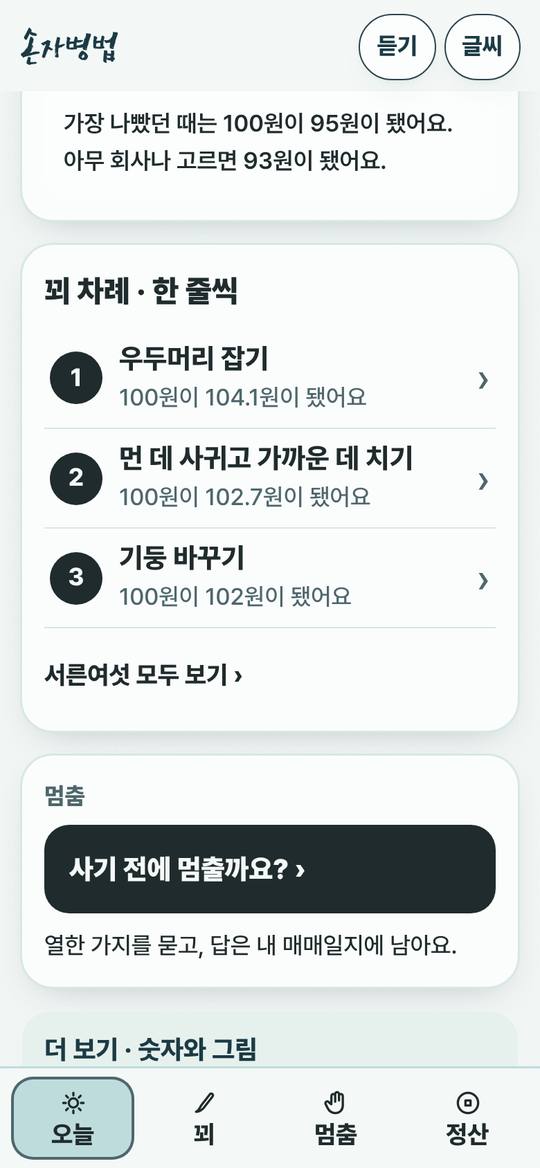 손자병법
듣기
글씨
가장 나빴던 때는 100원이 95원이 됐어요.
아무 회사나 고르면 93원이 됐어요.
꾀 차례 · 한 줄씩
1
우두머리 잡기
100원이 104.1원이 됐어요
›
2
먼 데 사귀고 가까운 데 치기
100원이 102.7원이 됐어요
›
3
기둥 바꾸기
100원이 102원이 됐어요
›
서른여섯 모두 보기 ›
멈춤
사기 전에 멈출까요? ›
열한 가지를 묻고, 답은 내 매매일지에 남아요.
더 보기 · 숫자와 그림
오늘
꾀
멈춤
정산